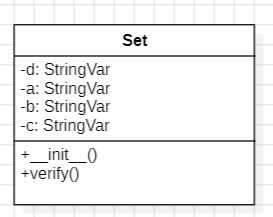 Set
-d: StringVar
-a: StringVar
-b: StringVar
-c: StringVar
+__init__()
+verify()